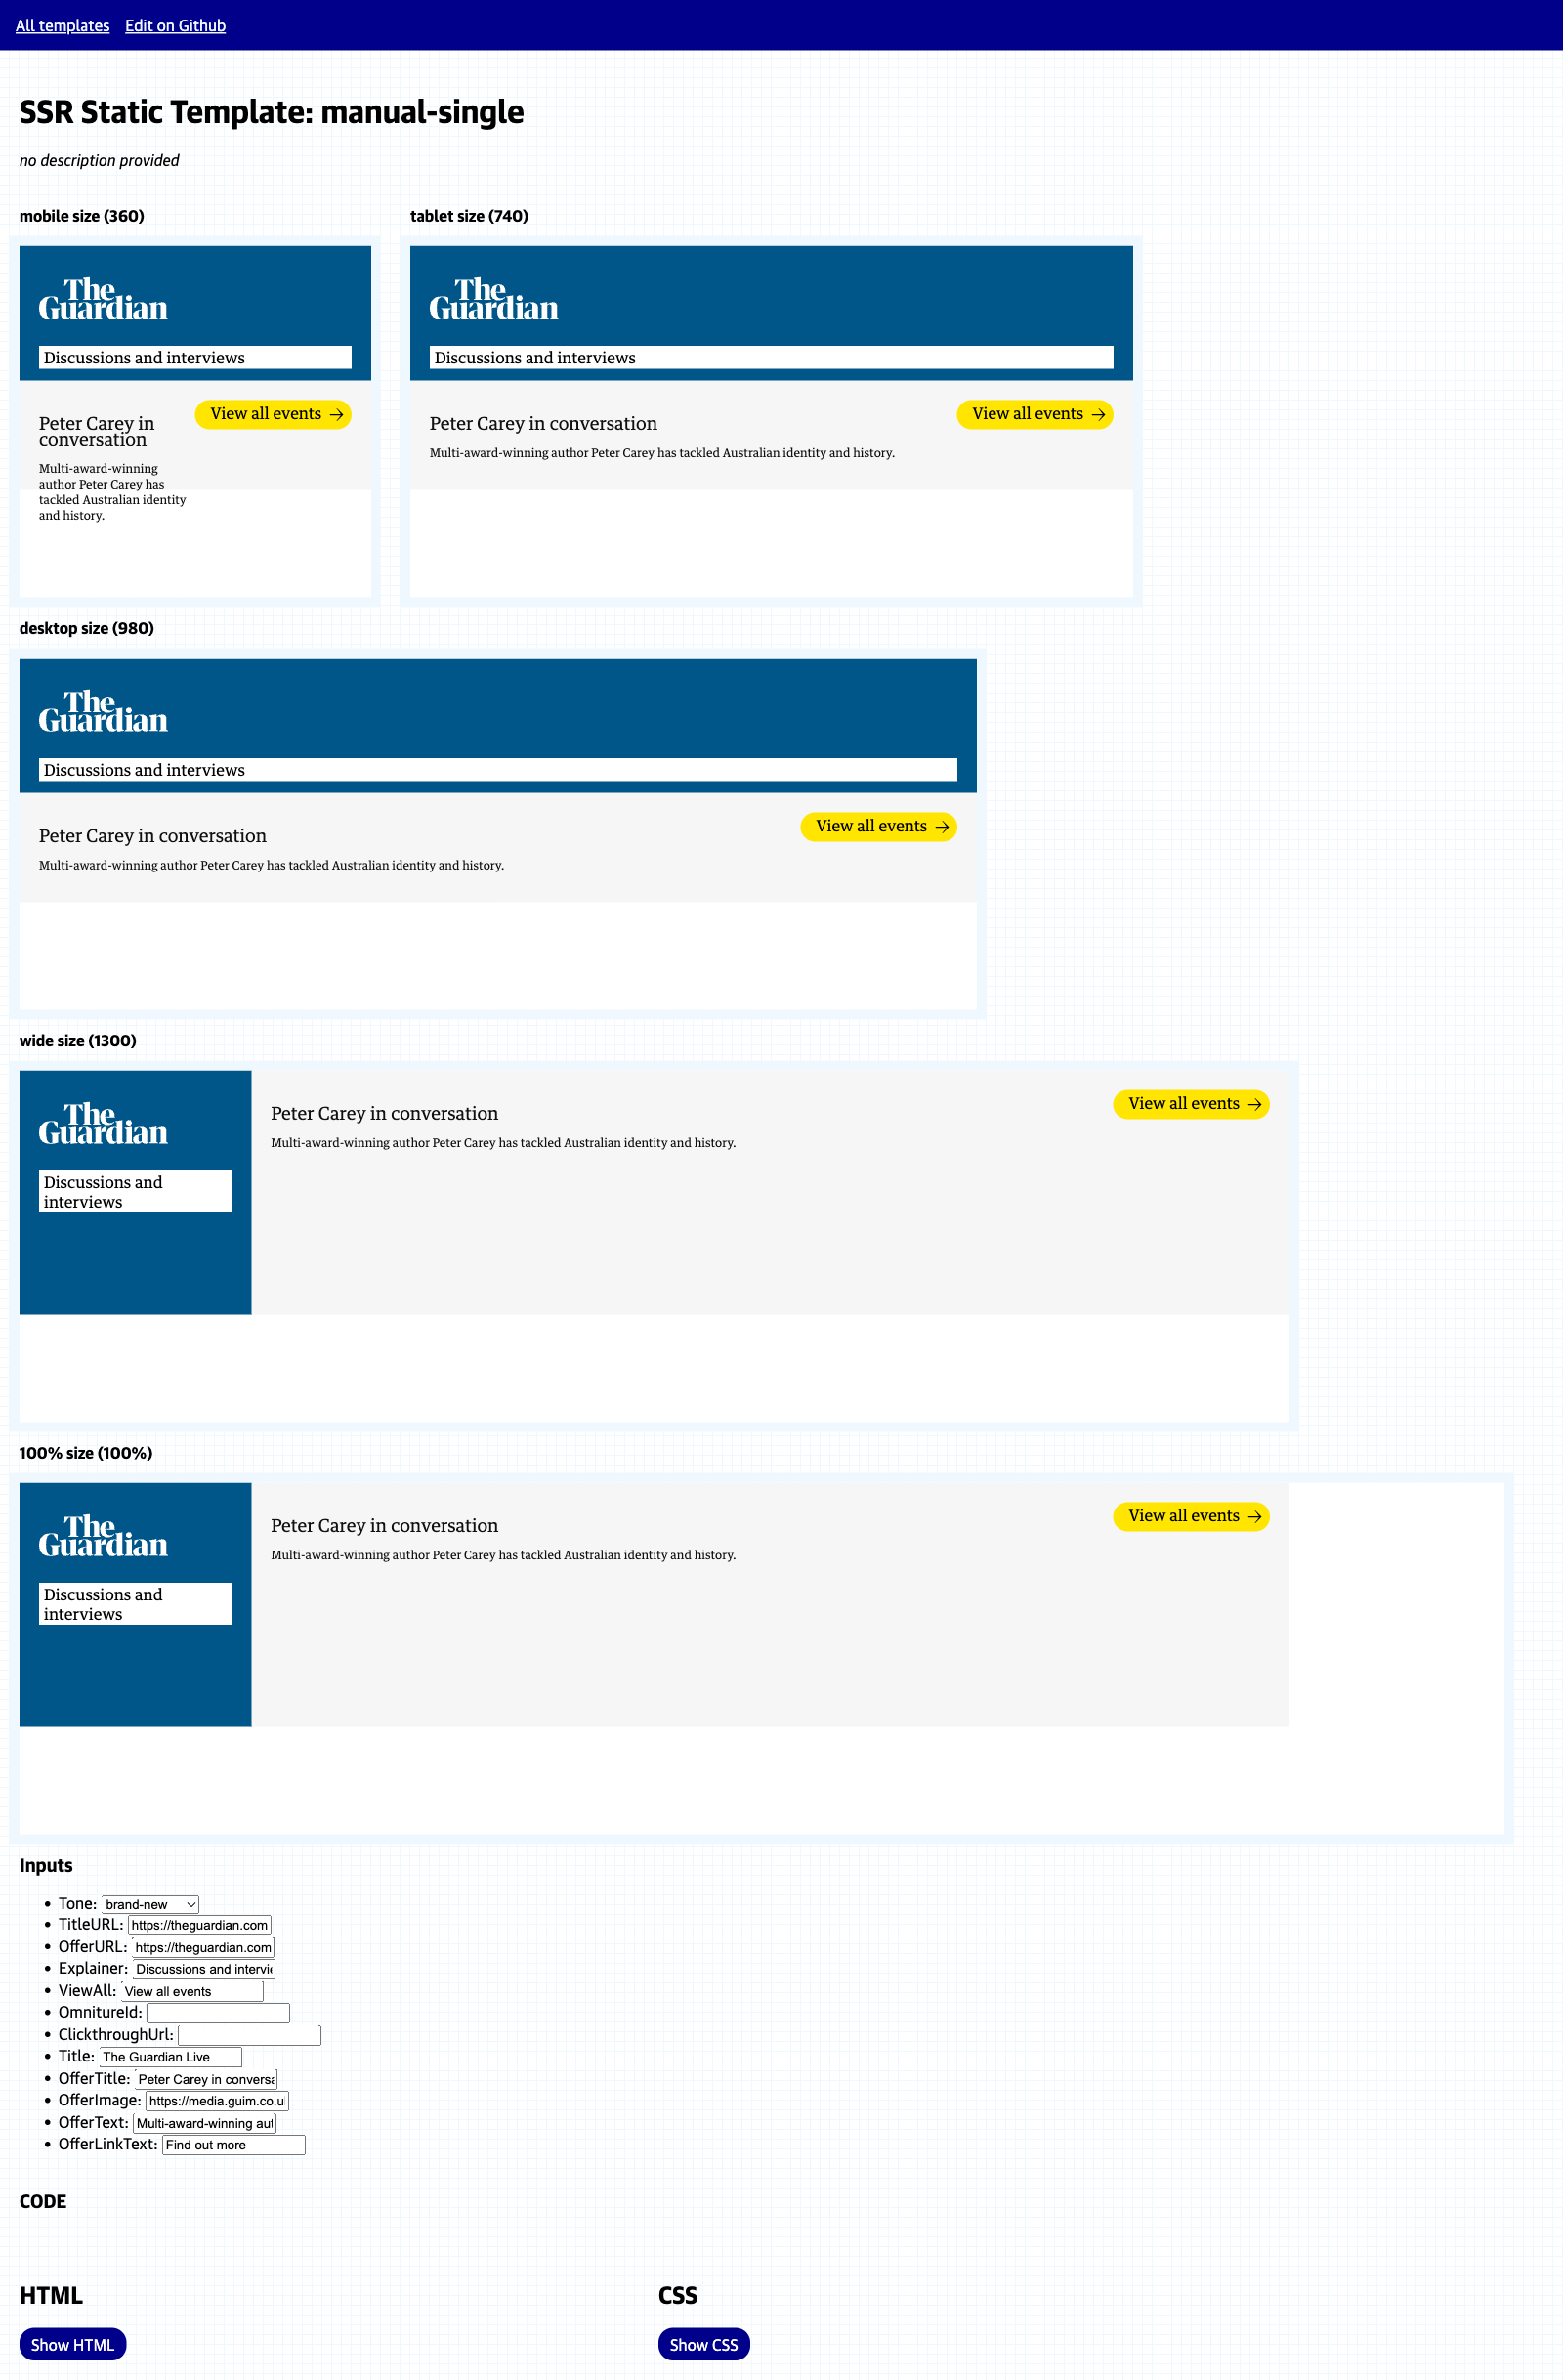 All templates Edit on Github
SSR Static Template: manual-single
no description provided
mobile size (360)
The
Guardian
Discussions and interviews
Peter Carey in
conversation
View all events
Multi-award-winning
author Peter Carey has
tackled Australian identity
and history.
tablet size (740)
The
Guardian
Discussions and interviews
Peter Carey in conversation
View all events
Multi-award-winning author Peter Carey has tackled Australian identity and history.
desktop size (980)
The
Guardian
Discussions and interviews
Peter Carey in conversation
View all events
Multi-award-winning author Peter Carey has tackled Australian identity and history.
wide size (1300)
The
Guardian
Discussions and
interviews
Peter Carey in conversation
View all events
Multi-award-winning author Peter Carey has tackled Australian identity and history.
100% size (100%)
The
Guardian
Discussions and
interviews
Peter Carey in conversation
View all events
Multi-award-winning author Peter Carey has tackled Australian identity and history.
Inputs
• Tone: brand-new
• TitleURL: https://theguardian.com
• OfferURL: https://theguardian.com
• Explainer: Discussions and intervie
• ViewAll: View all events
• OmnitureId:
• ClickthroughUrl:
• Title: The Guardian Live
• OfferTitle: Peter Carey in conversa
• OfferImage: https://media.guim.co.u
• OfferText: Multi-award-winning aut
• OfferLinkText: Find out more
CODE
HTML
Show HTML
CSS
Show CSS